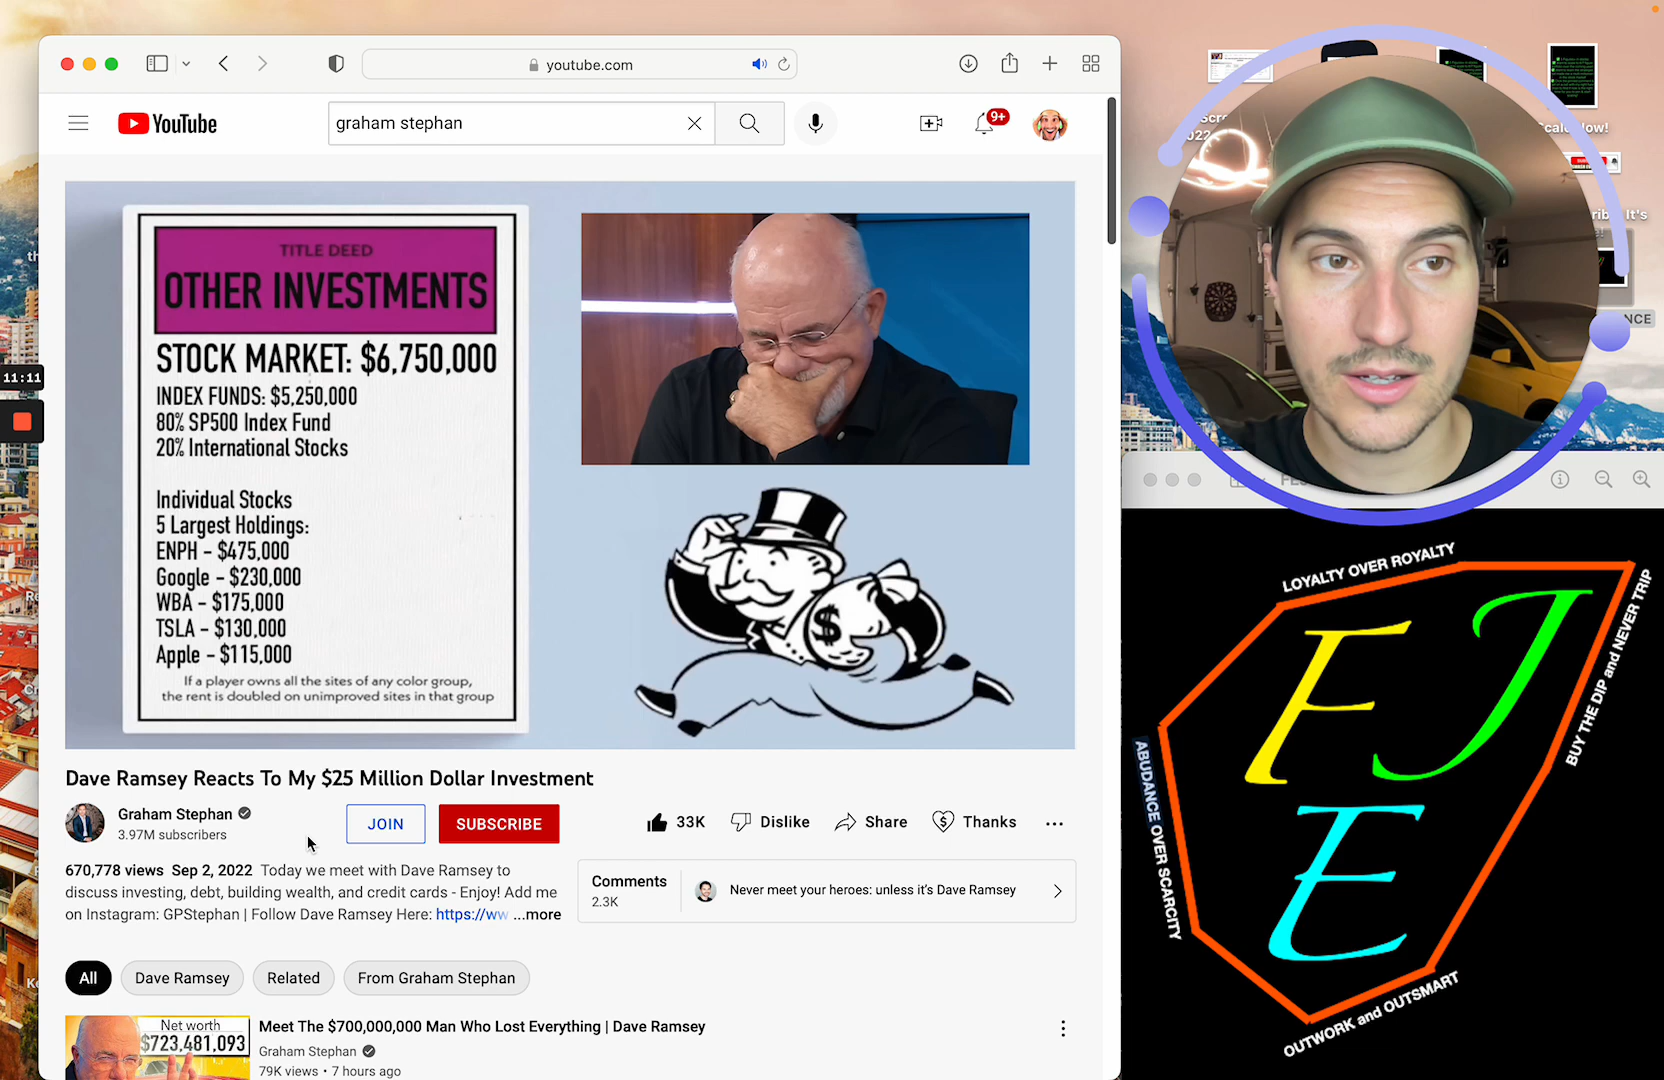 youtube.com
YouTube
graham stephan
9+
TITLE DEED
OTHER INVESTMENTS
STOCK MARKET: $6,750,000
INDEX FUNDS: $5,250,000
80% SP500 Index Fund
20% International Stocks
Individual Stocks
5 Largest Holdings:
ENPH - $475,000
Google - $230,000
WBA - $175,000
TSLA - $130,000
Apple - $115,000
If a player owns all the sites of any color group,
the rent is doubled on unimproved sites in that group
$
11:11
Dave Ramsey Reacts To My $25 Million Dollar Investment
Graham Stephan
3.97M subscribers
JOIN
SUBSCRIBE
33K
Dislike
Share
Thanks
670,778 views Sep 2, 2022 Today we meet with Dave Ramsey to
discuss investing, debt, building wealth, and credit cards - Enjoy! Add me
on Instagram: GPStephan | Follow Dave Ramsey Here: https://ww ...more
Comments
2.3K
Never meet your heroes: unless it's Dave Ramsey
All
Dave Ramsey
Related
From Graham Stephan
Net worth
$723,481,093
Meet The $700,000,000 Man Who Lost Everything | Dave Ramsey
Graham Stephan
79K views • 7 hours ago
LOYALTY OVER ROYALTY
BUY THE DIP and NEVER TRIP
ABUDANCE OVER SCARCITY
OUTWORK and OUTSMART
F J
E